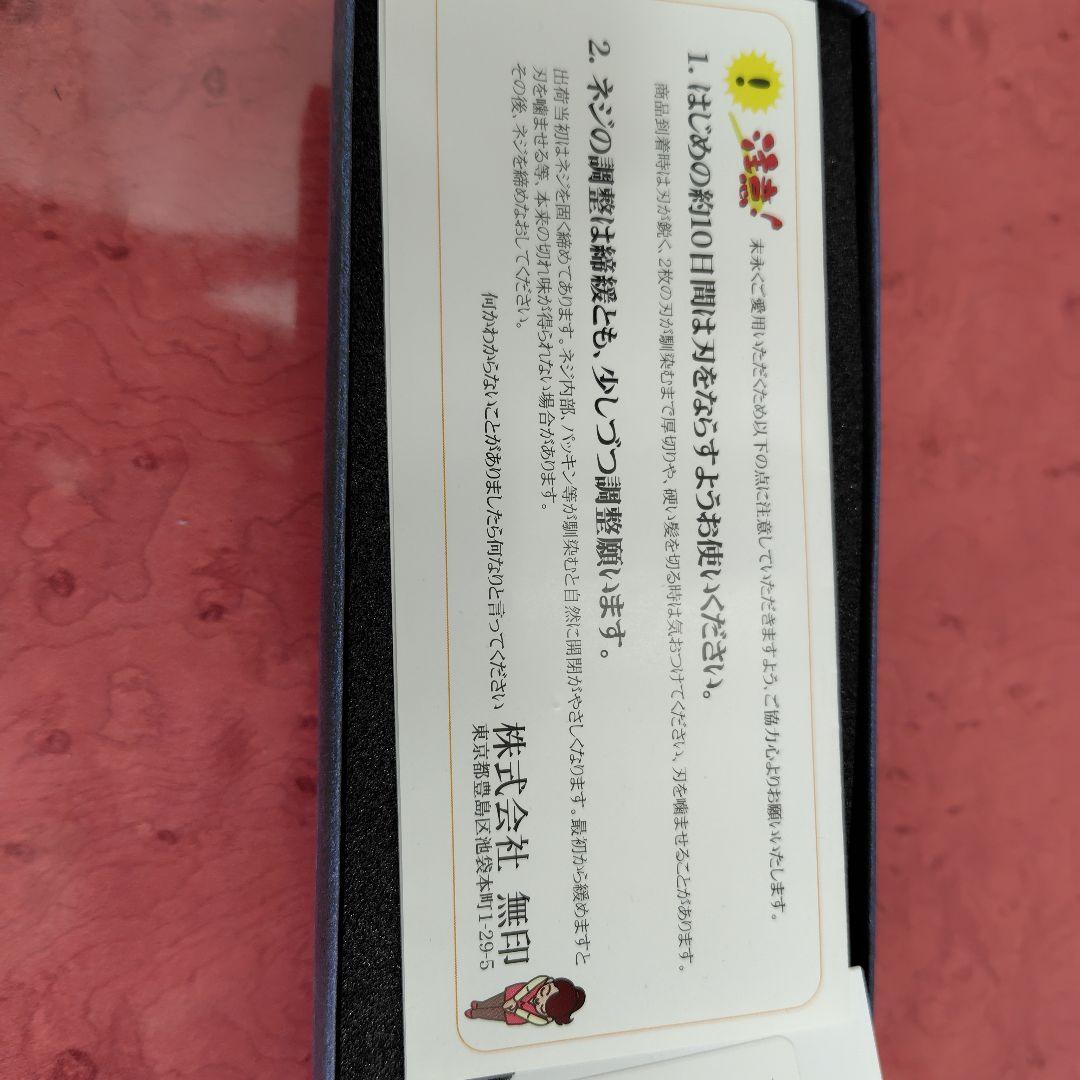 ! 注意! 末永くご愛用いただくため以下の点に注意していただきますよう、ご協力心よりお願いいたします。
1. はじめの約10日間は刃をならすようお使いください。
商品到着時は刃が鋭く、2枚の刃が馴染むまで厚切りや、硬い髪を切る時は気おつけてください、刃を噛ませることがあります。
2. ネジの調整は締緩とも、少しづつ調整願います。
出荷当初はネジを固く締めてあります。ネジ内部、パッキン等が馴染むと自然に開閉がやさしくなります。最初から緩めますと
刃を噛ませる等、本来の切れ味が得られない場合があります。
その後、ネジを締めなおしてください。
何かわからないことがありましたら何なりと言ってください
株式会社 無印
東京都豊島区池袋本町1-29-5